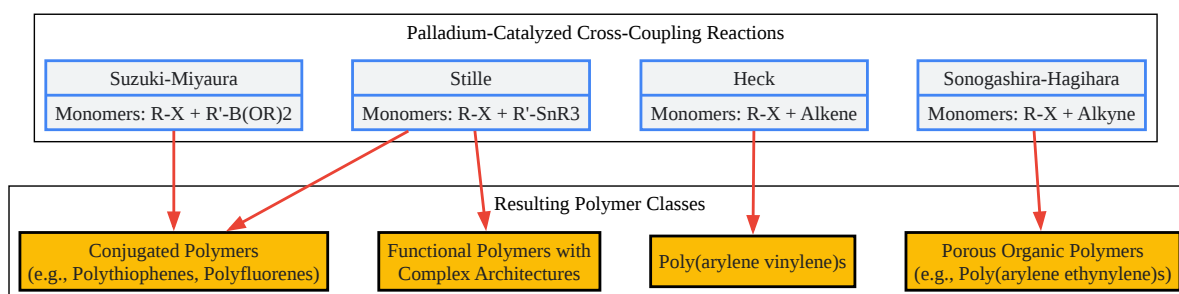 Palladium-Catalyzed Cross-Coupling Reactions
Suzuki-Miyaura
Monomers: R-X + R'-B(OR)2
Stille
Monomers: R-X + R'-SnR3
Heck
Monomers: R-X + Alkene
Sonogashira-Hagihara
Monomers: R-X + Alkyne
Resulting Polymer Classes
Conjugated Polymers
(e.g., Polythiophenes, Polyfluorenes)
Functional Polymers with
Complex Architectures
Poly(arylene vinylene)s
Porous Organic Polymers
(e.g., Poly(arylene ethynylene)s)